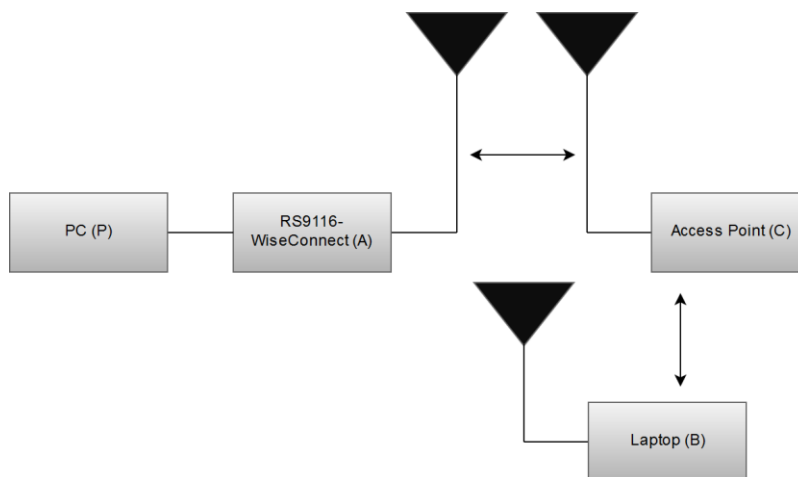 PC (P)
RS9116-
WiseConnect (A)
Access Point (C)
Laptop (B)